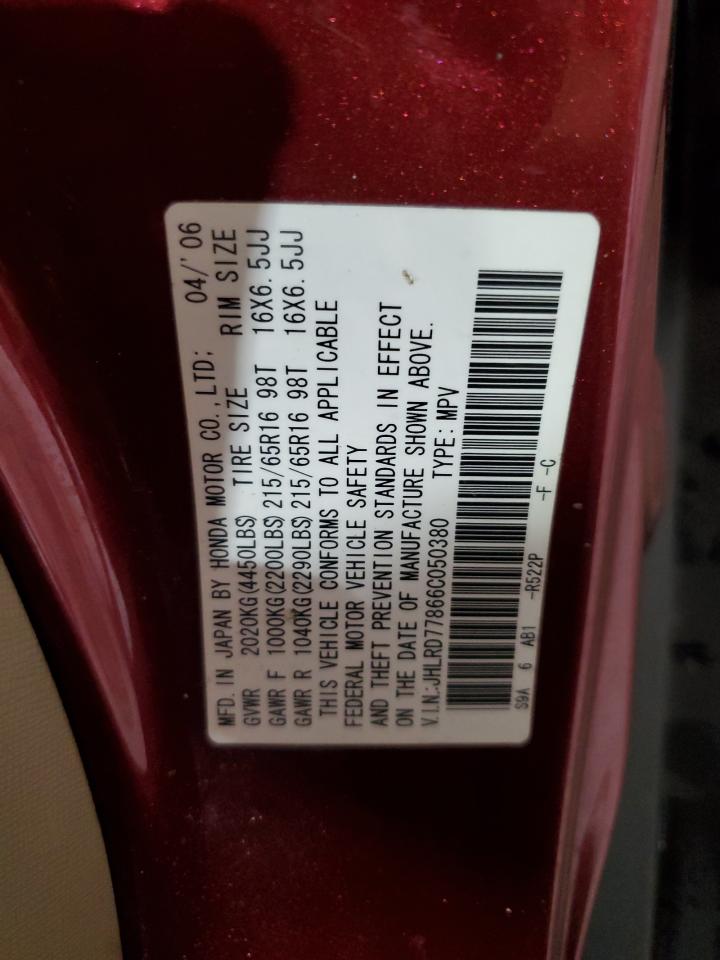 MFD. IN JAPAN BY HONDA MOTOR CO.,LTD; 04/'06
GVWR 2020KG(4450LBS) TIRE SIZE RIM SIZE
GAWR F 1000KG(2200LBS) 215/65R16 98T 16X6.5JJ
GAWR R 1040KG(2290LBS) 215/65R16 98T 16X6.5JJ
THIS VEHICLE CONFORMS TO ALL APPLICABLE
FEDERAL MOTOR VEHICLE SAFETY
AND THEFT PREVENTION STANDARDS IN EFFECT
ON THE DATE OF MANUFACTURE SHOWN ABOVE.
V.I.N.:JHLRD77866C050380 TYPE: MPV
S9A 6 AB1 -R522P -F -C